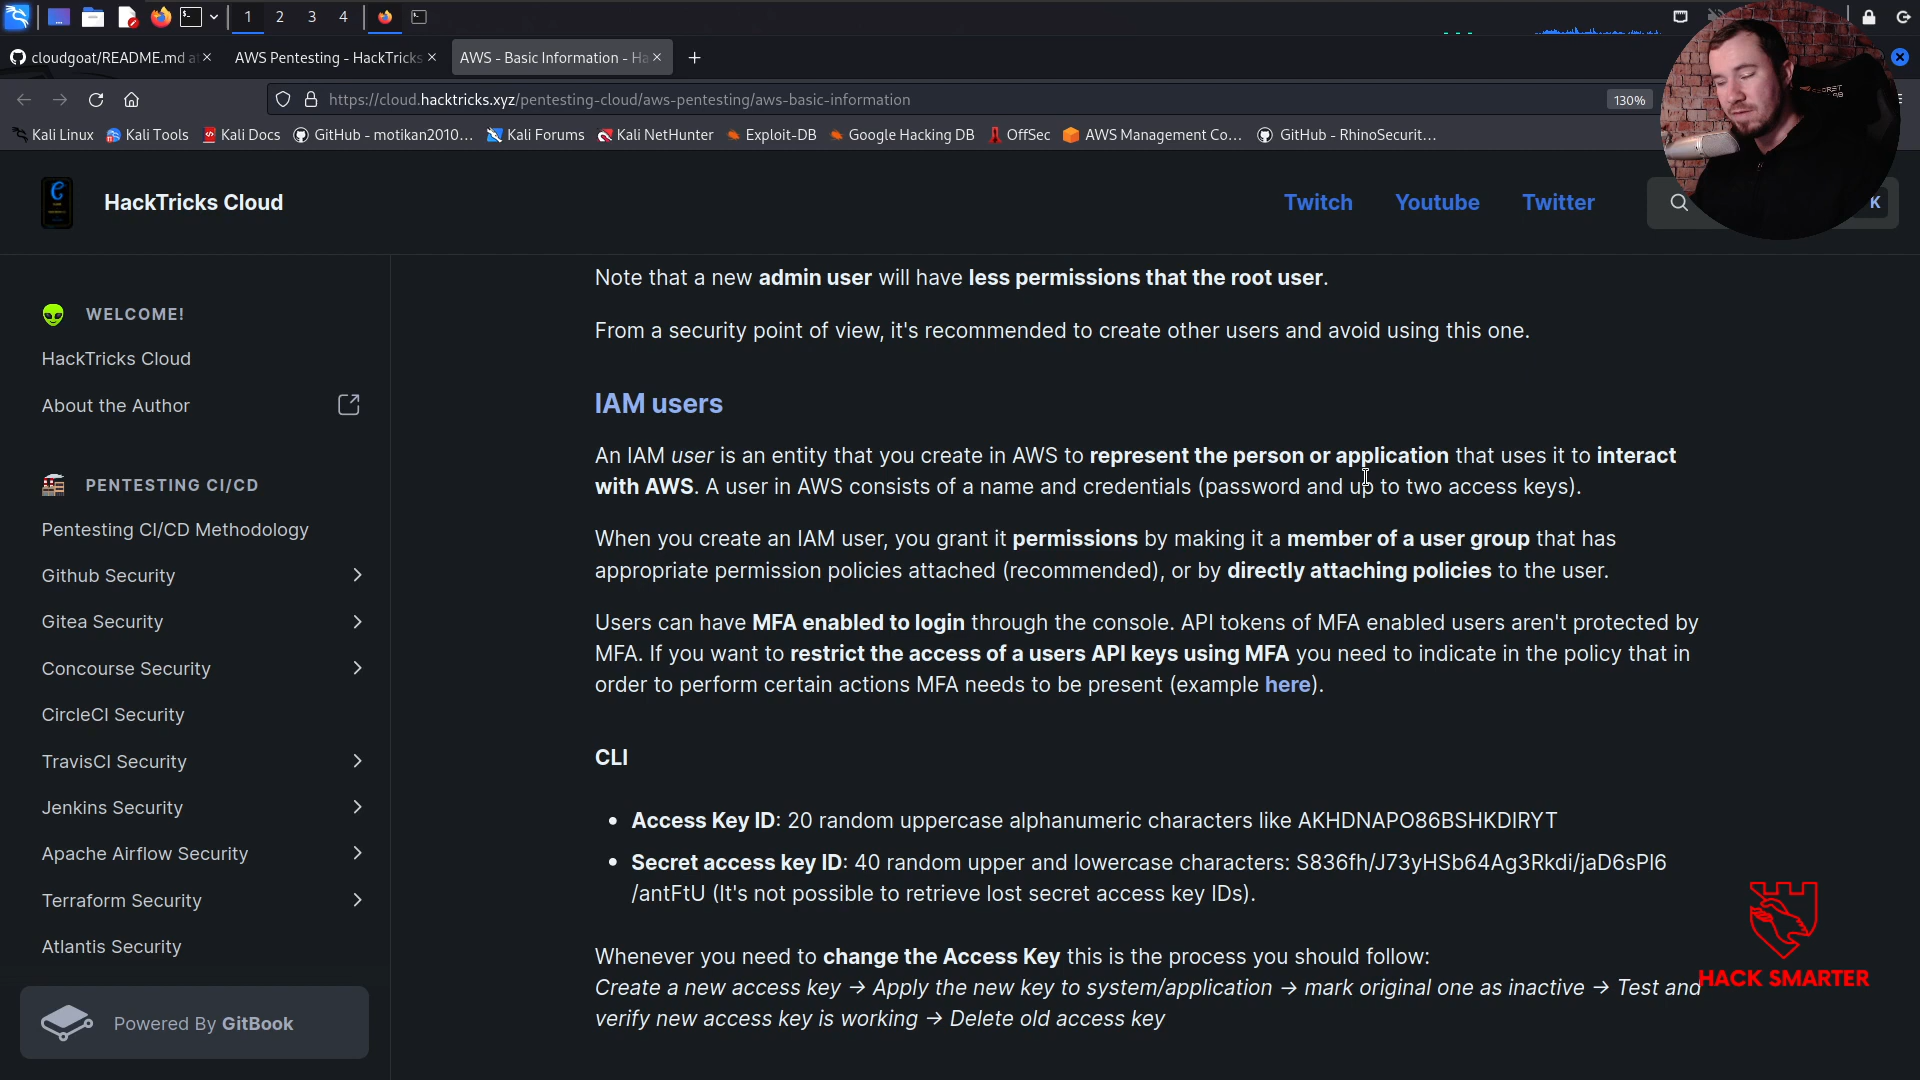 1 2 3 4
cloudgoat/README.md at
AWS Pentesting - HackTricks
AWS - Basic Information - Ha
https://cloud.hacktricks.xyz/pentesting-cloud/aws-pentesting/aws-basic-information
130%
Kali Linux Kali Tools Kali Docs GitHub - motikan2010... Kali Forums Kali NetHunter Exploit-DB Google Hacking DB OffSec AWS Management Co... GitHub - RhinoSecurit...
HackTricks Cloud
Twitch Youtube Twitter
K
WELCOME!
HackTricks Cloud
About the Author
PENTESTING CI/CD
Pentesting CI/CD Methodology
Github Security
Gitea Security
Concourse Security
CircleCI Security
TravisCI Security
Jenkins Security
Apache Airflow Security
Terraform Security
Atlantis Security
Powered By GitBook
Note that a new admin user will have less permissions that the root user.
From a security point of view, it's recommended to create other users and avoid using this one.
IAM users
An IAM user is an entity that you create in AWS to represent the person or application that uses it to interact
with AWS. A user in AWS consists of a name and credentials (password and up to two access keys).
When you create an IAM user, you grant it permissions by making it a member of a user group that has
appropriate permission policies attached (recommended), or by directly attaching policies to the user.
Users can have MFA enabled to login through the console. API tokens of MFA enabled users aren't protected by
MFA. If you want to restrict the access of a users API keys using MFA you need to indicate in the policy that in
order to perform certain actions MFA needs to be present (example here).
CLI
• Access Key ID: 20 random uppercase alphanumeric characters like AKHDNAPO86BSHKDIRYT
• Secret access key ID: 40 random upper and lowercase characters: S836fh/J73yHSb64Ag3Rkdi/jaD6sPl6
/antFtU (It's not possible to retrieve lost secret access key IDs).
Whenever you need to change the Access Key this is the process you should follow:
Create a new access key → Apply the new key to system/application → mark original one as inactive → Test and
verify new access key is working → Delete old access key
HACK SMARTER